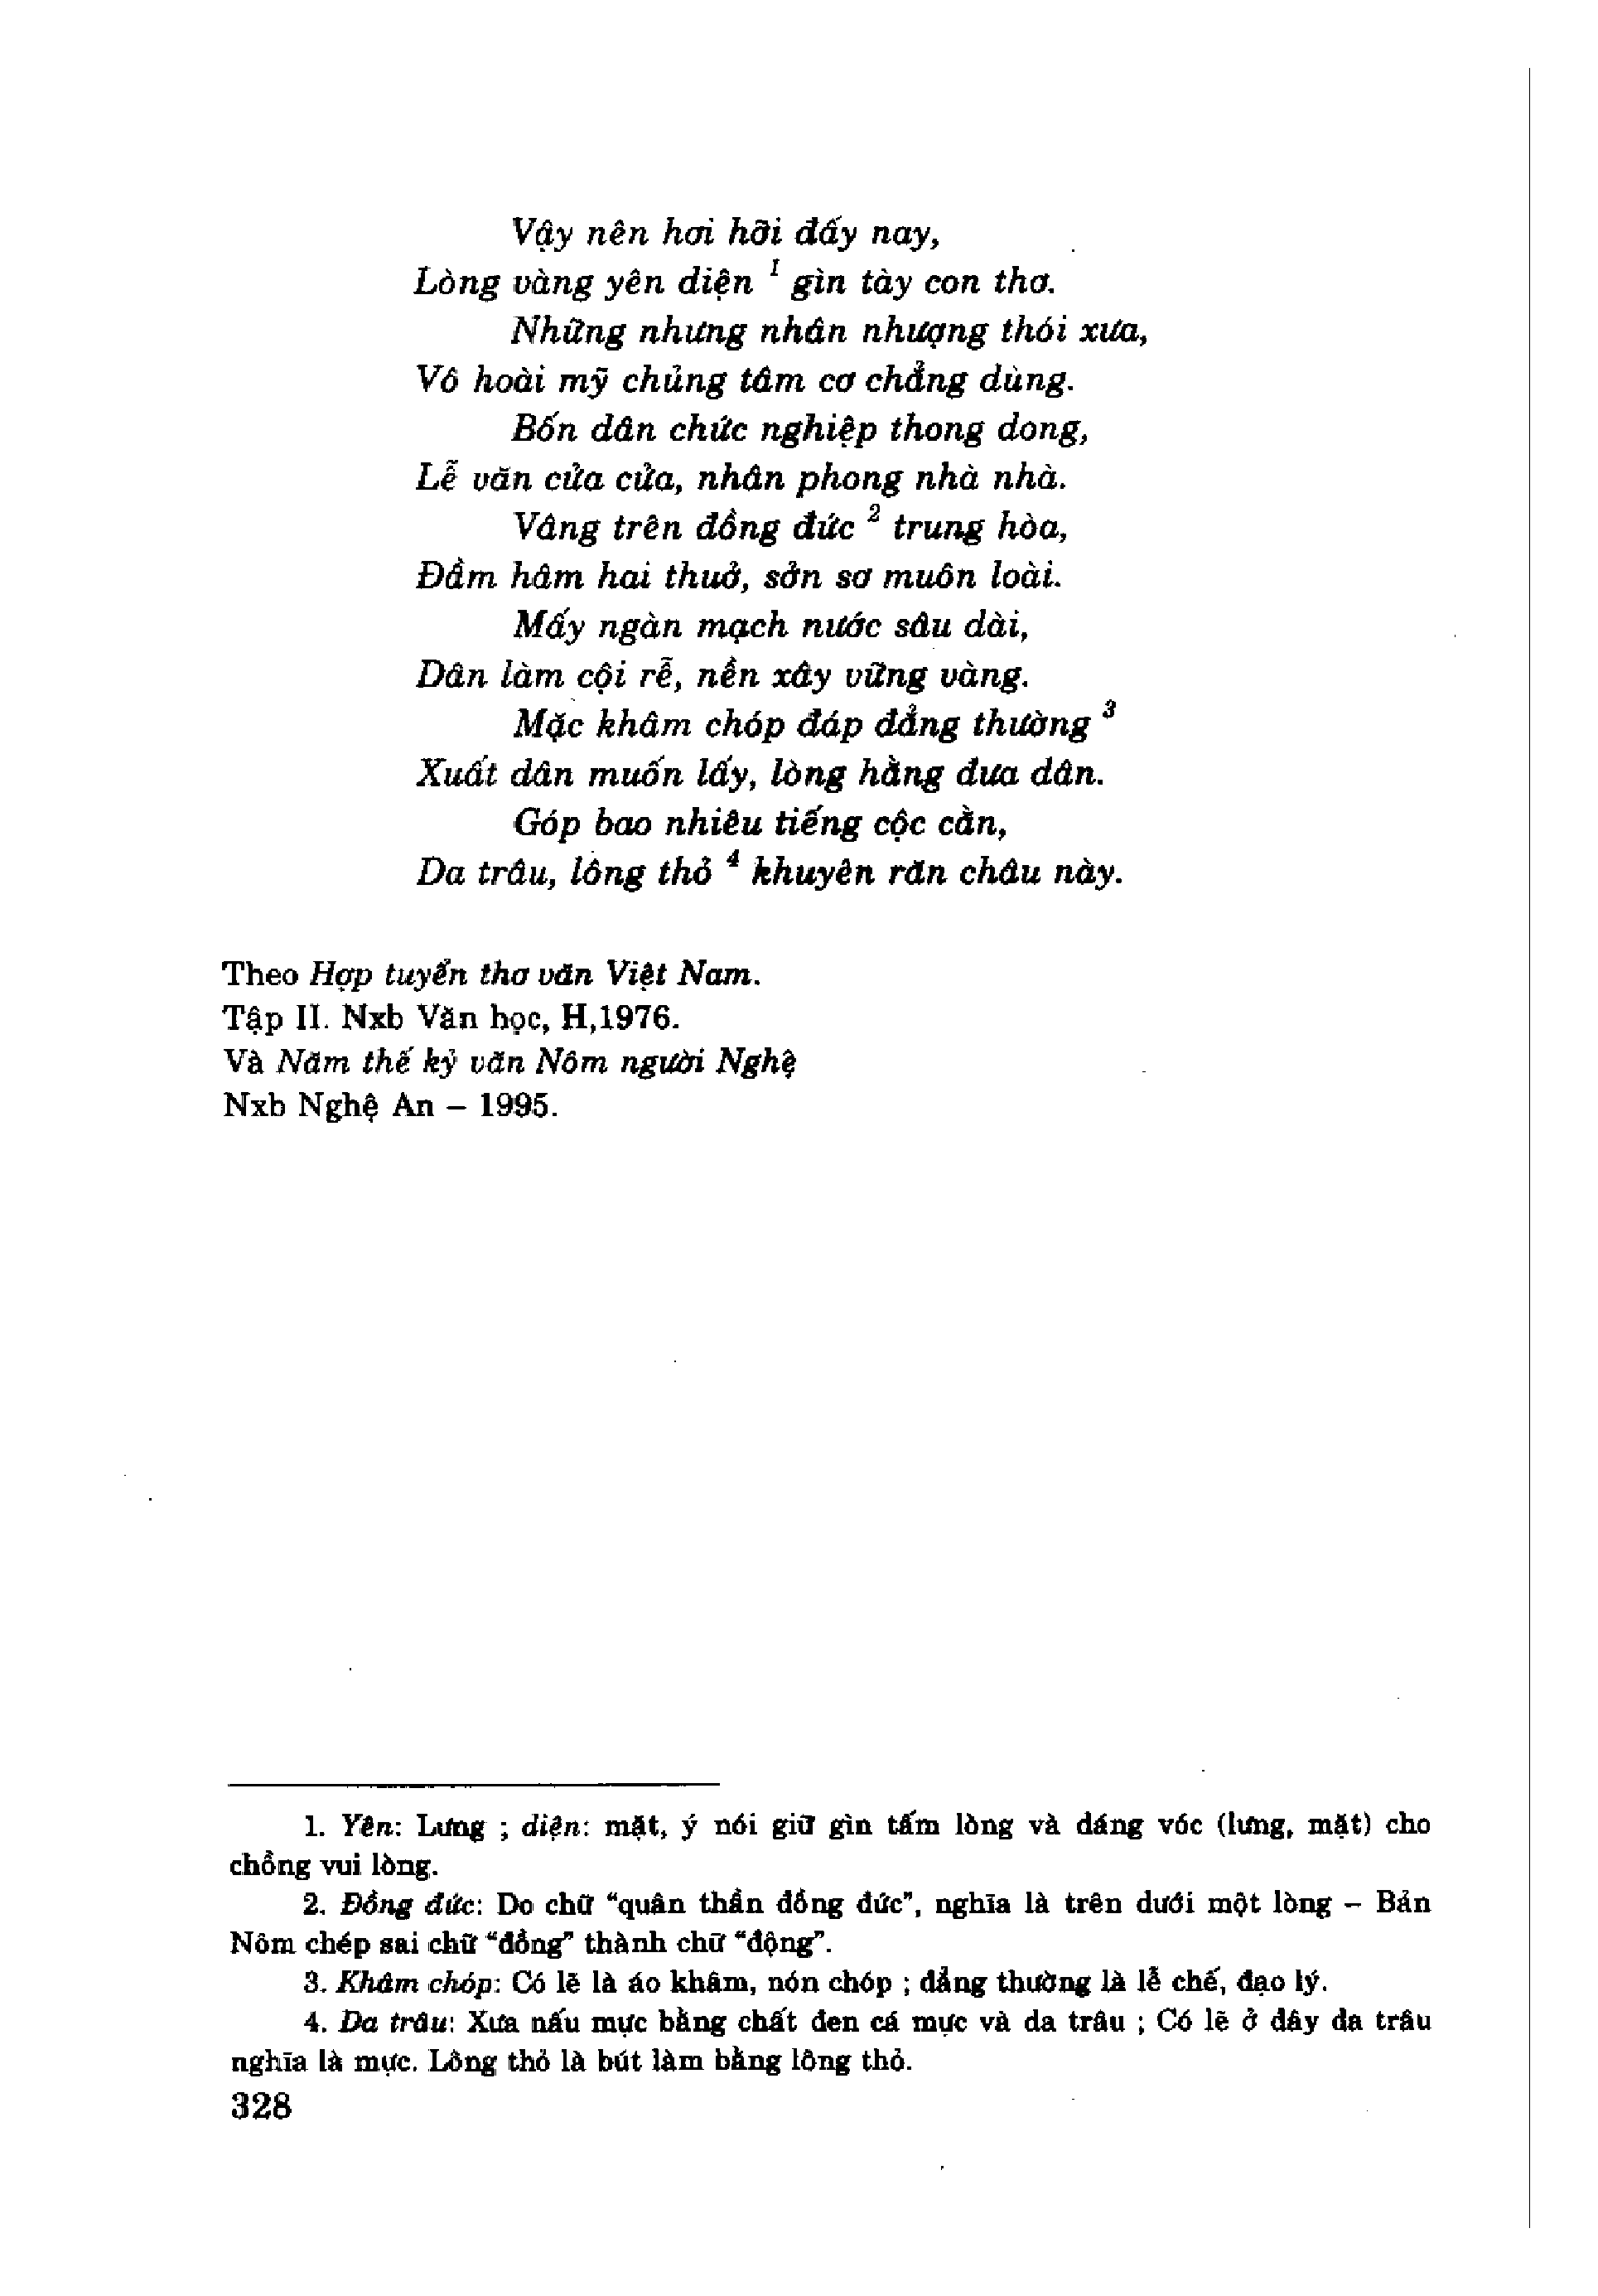 Vậy nên hơi hỡi đấy nay,
Lòng vàng yên diện 1 gìn tày con thơ.
Những nhưng nhân nhượng thói xưa,
Vô hoài mỹ chủng tâm cơ chẳng dùng.
Bốn dân chức nghiệp thong dong,
Lễ văn cửa cửa, nhân phong nhà nhà.
Vâng trên đồng đức 2 trung hòa,
Đầm hâm hai thuở, sởn sơ muôn loài.
Mấy ngàn mạch nước sâu dài,
Dân làm cội rễ, nền xây vững vàng.
Mặc khâm chóp đáp đẳng thường 3
Xuất dân muốn lấy, lòng hằng đưa dân.
Góp bao nhiêu tiếng cộc cằn,
Da trâu, lông thỏ 4 khuyên răn châu này.
Theo Hợp tuyển thơ văn Việt Nam.
Tập II. Nxb Văn học, H,1976.
Và Năm thế kỷ văn Nôm người Nghệ
Nxb Nghệ An – 1995.
1. Yên: Lưng ; diện: mặt, ý nói giữ gìn tấm lòng và dáng vóc (lưng, mặt) cho
chồng vui lòng.
2. Đồng đức: Do chữ “quân thần đồng đức”, nghĩa là trên dưới một lòng – Bản
Nôm chép sai chữ “đồng” thành chữ “động”.
3. Khâm chóp: Có lẽ là áo khâm, nón chóp ; đẳng thường là lễ chế, đạo lý.
4. Da trâu: Xưa nấu mực bằng chất đen cá mực và da trâu ; Có lẽ ở đây da trâu
nghĩa là mực. Lông thỏ là bút làm bằng lông thỏ.
328